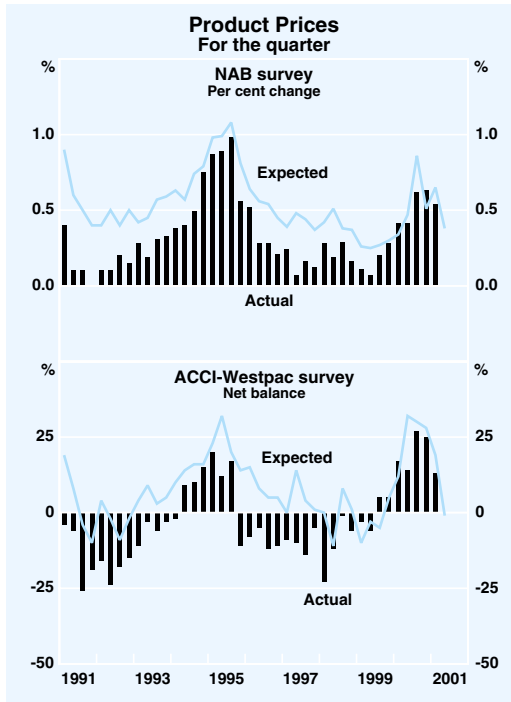 Product Prices
For the quarter
% %
NAB survey
Per cent change
1.0 1.0
Expected
0.5 0.5
0.0 0.0
Actual
% %
ACCI-Westpac survey
Net balance
25 25
Expected
0 0
-25 -25
Actual
-50 -50
1991 1993 1995 1997 1999 2001